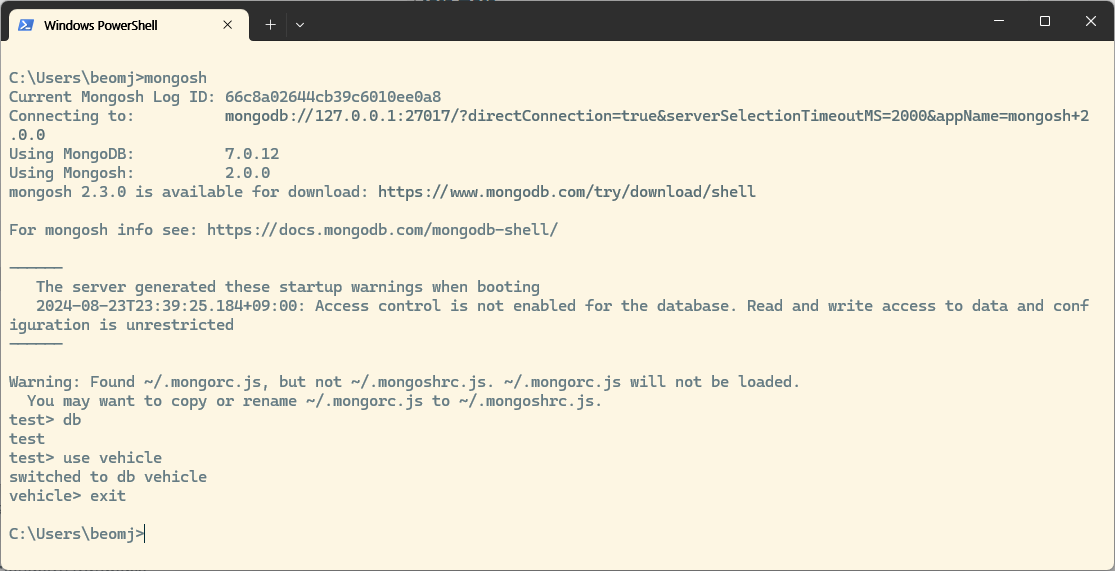 Windows PowerShell
C:\Users\beomj>mongosh
Current Mongosh Log ID: 66c8a02644cb39c6010ee0a8
Connecting to:          mongodb://127.0.0.1:27017/?directConnection=true&serverSelectionTimeoutMS=2000&appName=mongosh+2
.0.0
Using MongoDB:          7.0.12
Using Mongosh:          2.0.0
mongosh 2.3.0 is available for download: https://www.mongodb.com/try/download/shell
For mongosh info see: https://docs.mongodb.com/mongodb-shell/
------
   The server generated these startup warnings when booting
   2024-08-23T23:39:25.184+09:00: Access control is not enabled for the database. Read and write access to data and conf
iguration is unrestricted
------
Warning: Found ~/.mongorc.js, but not ~/.mongoshrc.js. ~/.mongorc.js will not be loaded.
  You may want to copy or rename ~/.mongorc.js to ~/.mongoshrc.js.
test> db
test
test> use vehicle
switched to db vehicle
vehicle> exit
C:\Users\beomj>